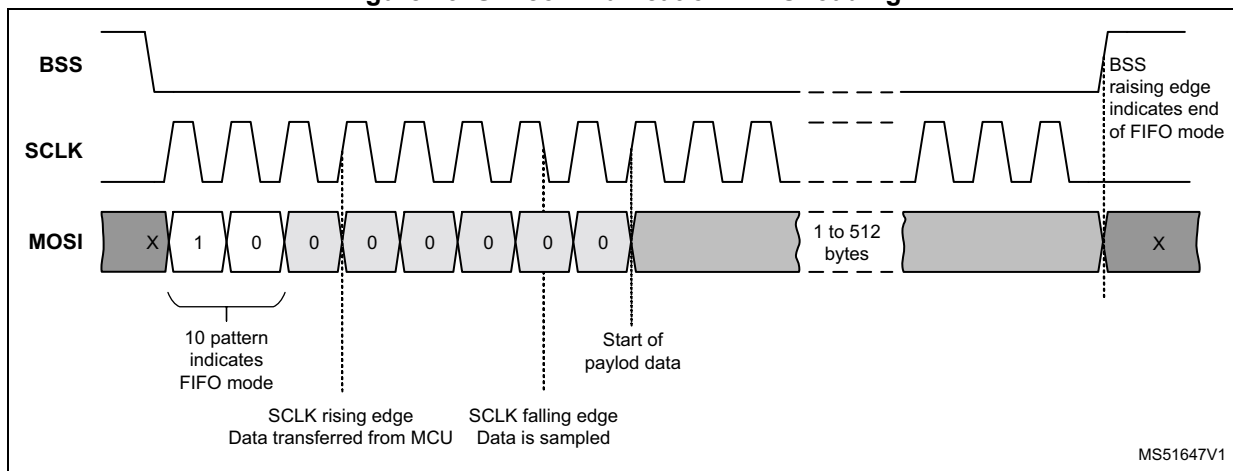 BSS
BSS
raising edge
indicates end
of FIFO mode
SCLK
MOSI
X 1 0 0 0 0 0 0 0
1 to 512
bytes
X
10 pattern
indicates
FIFO mode
Start of
paylod data
SCLK rising edge
Data transferred from MCU
SCLK falling edge
Data is sampled
MS51647V1